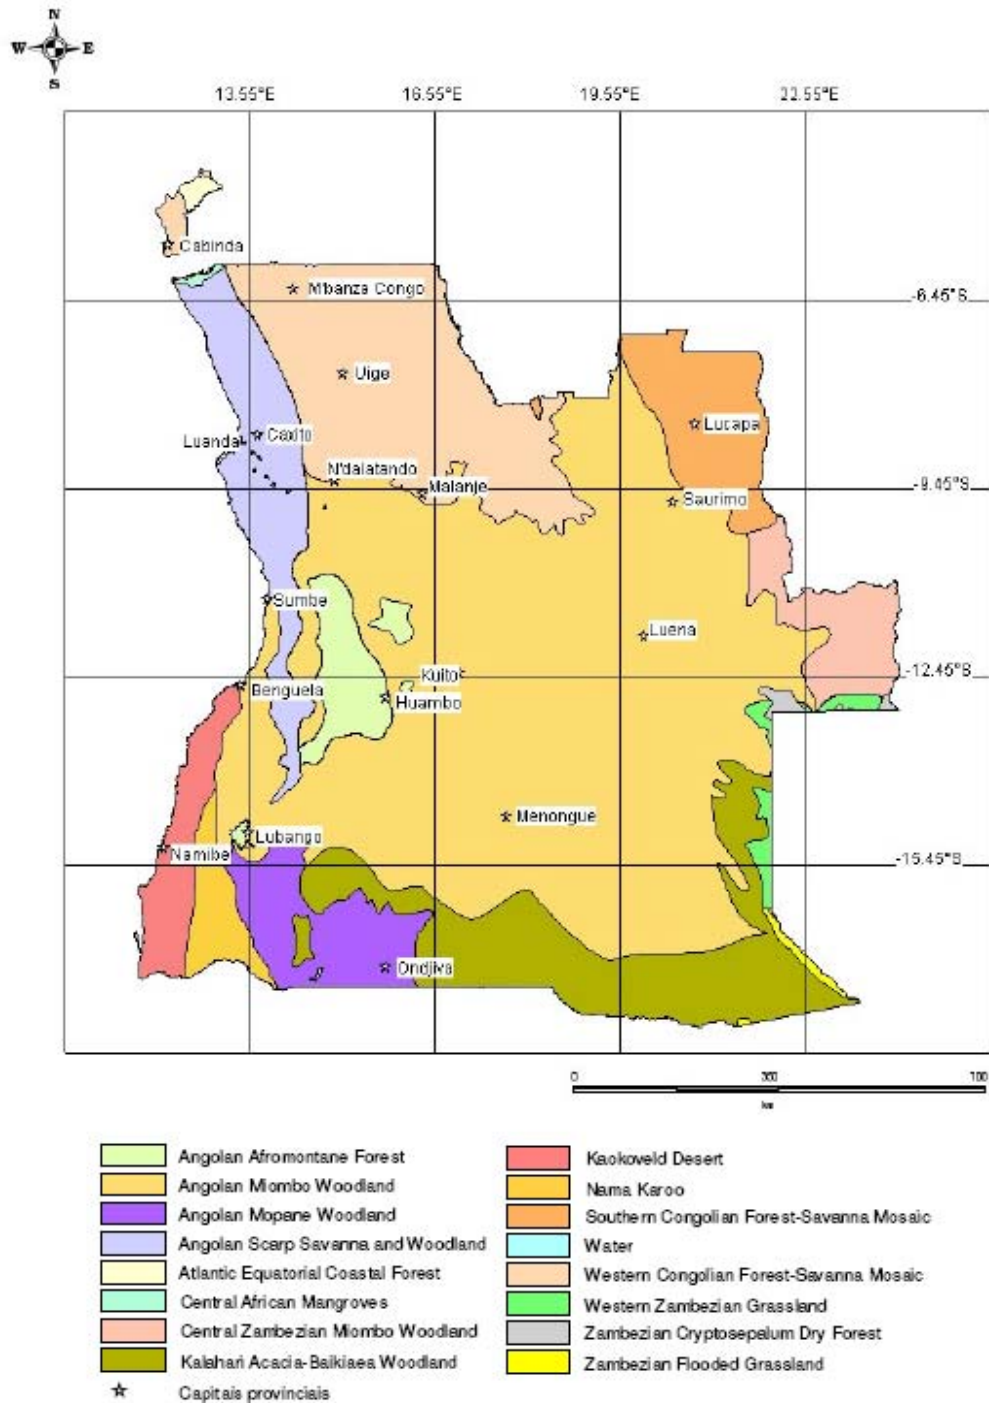 N
W E
S
13.55°E 16.55°E 19.55°E 22.55°E
Cabinda
M'banza Congo
-6.45°S
Uige
Lucapa
Luanda Caxito
N'dalatando
Malanje
-9.45°S
Saurimo
Sumbe
Luena
Kuito
-12.45°S
Benguela
Huambo
Menongue
Lubango
Namibe
-15.45°S
Ondjiva
0 350 700
km
Angolan Afromontane Forest
Angolan Miombo Woodland
Angolan Mopane Woodland
Angolan Scarp Savanna and Woodland
Atlantic Equatorial Coastal Forest
Central African Mangroves
Central Zambezian Miombo Woodland
Kalahari Acacia-Baikiaea Woodland
Capitais provinciais
Kaokoveld Desert
Nama Karoo
Southern Congolian Forest-Savanna Mosaic
Water
Western Congolian Forest-Savanna Mosaic
Western Zambezian Grassland
Zambezian Cryptosepalum Dry Forest
Zambezian Flooded Grassland